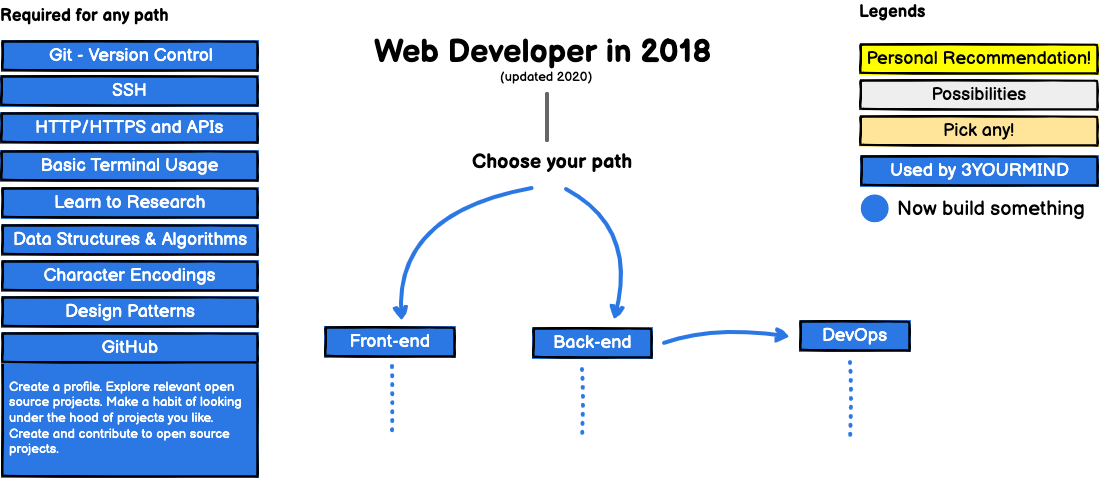 Required for any path
Git - Version Control
SSH
HTTP/HTTPS and APIs
Basic Terminal Usage
Learn to Research
Data Structures & Algorithms
Character Encodings
Design Patterns
GitHub
Create a profile. Explore relevant open
source projects. Make a habit of looking
under the hood of projects you like.
Create and contribute to open source
projects.
Web Developer in 2018
(updated 2020)
Choose your path
Front-end
Back-end
DevOps
Legends
Personal Recommendation!
Possibilities
Pick any!
Used by 3YOURMIND
Now build something